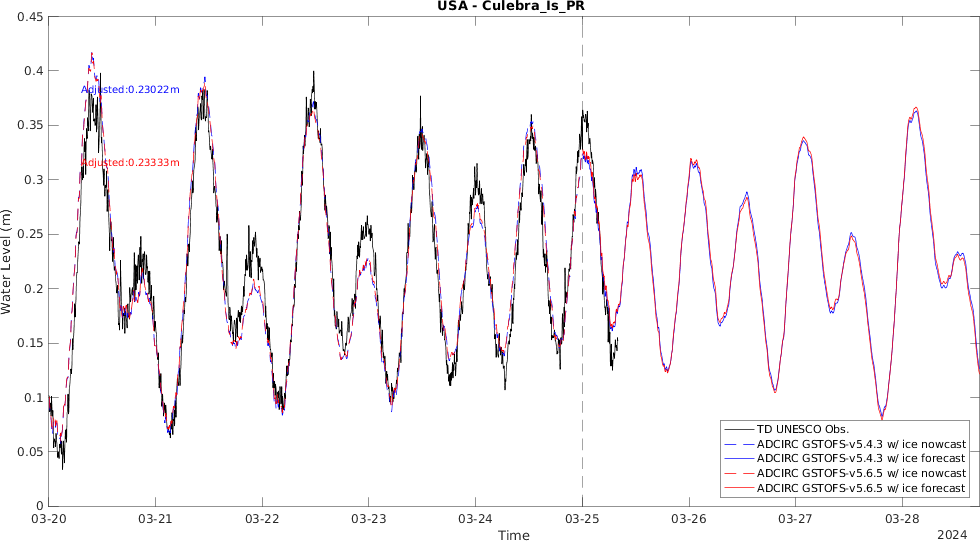 USA - Culebra_Is_PR
0.45
0.4
0.35
0.3
0.25
0.2
0.15
0.1
0.05
0
Water Level (m)
Adjusted:0.23022m
Adjusted:0.23333m
TD UNESCO Obs.
ADCIRC GSTOFS-v5.4.3 w/ ice nowcast
ADCIRC GSTOFS-v5.4.3 w/ ice forecast
ADCIRC GSTOFS-v5.6.5 w/ ice nowcast
ADCIRC GSTOFS-v5.6.5 w/ ice forecast
03-20 03-21 03-22 03-23 03-24 03-25 03-26 03-27 03-28
Time
2024